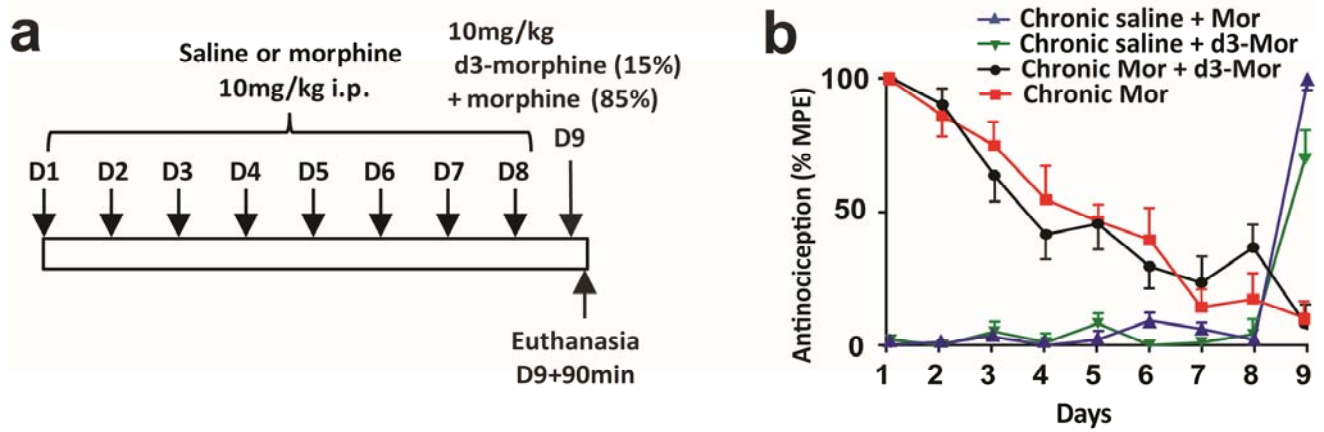 a
Saline or morphine
10mg/kg i.p.
10mg/kg
d3-morphine (15%)
+ morphine (85%)
D1 D2 D3 D4 D5 D6 D7 D8 D9
Euthanasia
D9+90min
b
Chronic saline + Mor
Chronic saline + d3-Mor
Chronic Mor + d3-Mor
Chronic Mor
Antinociception (% MPE)
100
50
0
1 2 3 4 5 6 7 8 9
Days